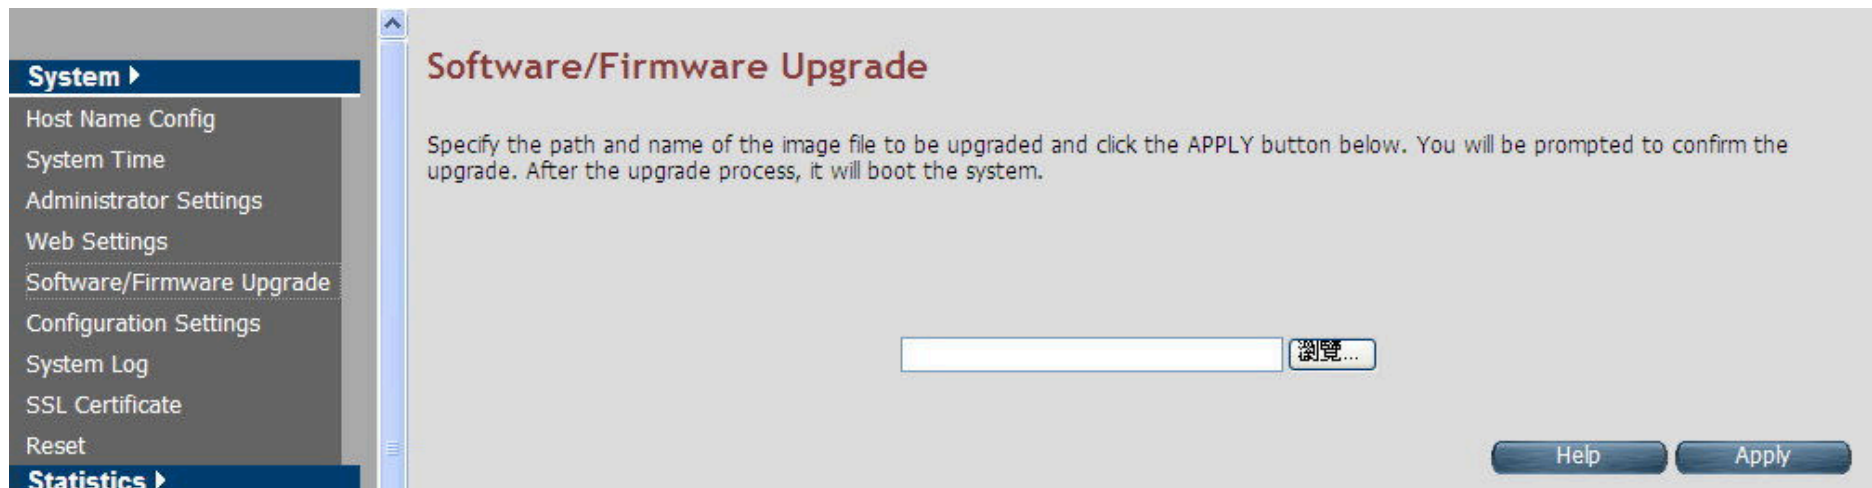 System
Host Name Config
System Time
Administrator Settings
Web Settings
Software/Firmware Upgrade
Configuration Settings
System Log
SSL Certificate
Reset
Statistics
Software/Firmware Upgrade
Specify the path and name of the image file to be upgraded and click the APPLY button below. You will be prompted to confirm the
upgrade. After the upgrade process, it will boot the system.
瀏覽...
Help
Apply